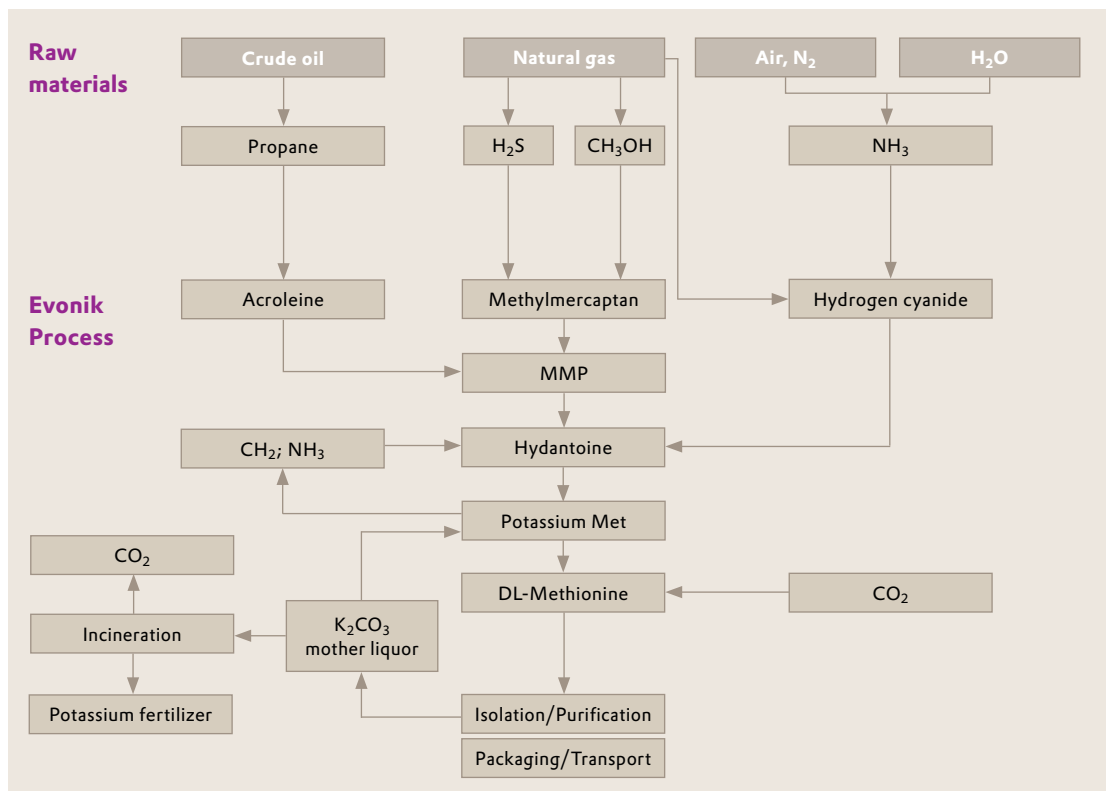 Raw
materials
Crude oil
Natural gas
Air, N₂
H₂O
Propane
H₂S
CH₃OH
NH₃
Evonik
Process
Acroleine
Methylmercaptan
Hydrogen cyanide
MMP
CH₂; NH₃
Hydantoine
Potassium Met
CO₂
DL-Methionine
CO₂
Incineration
K₂CO₃
mother liquor
Potassium fertilizer
Isolation/Purification
Packaging/Transport